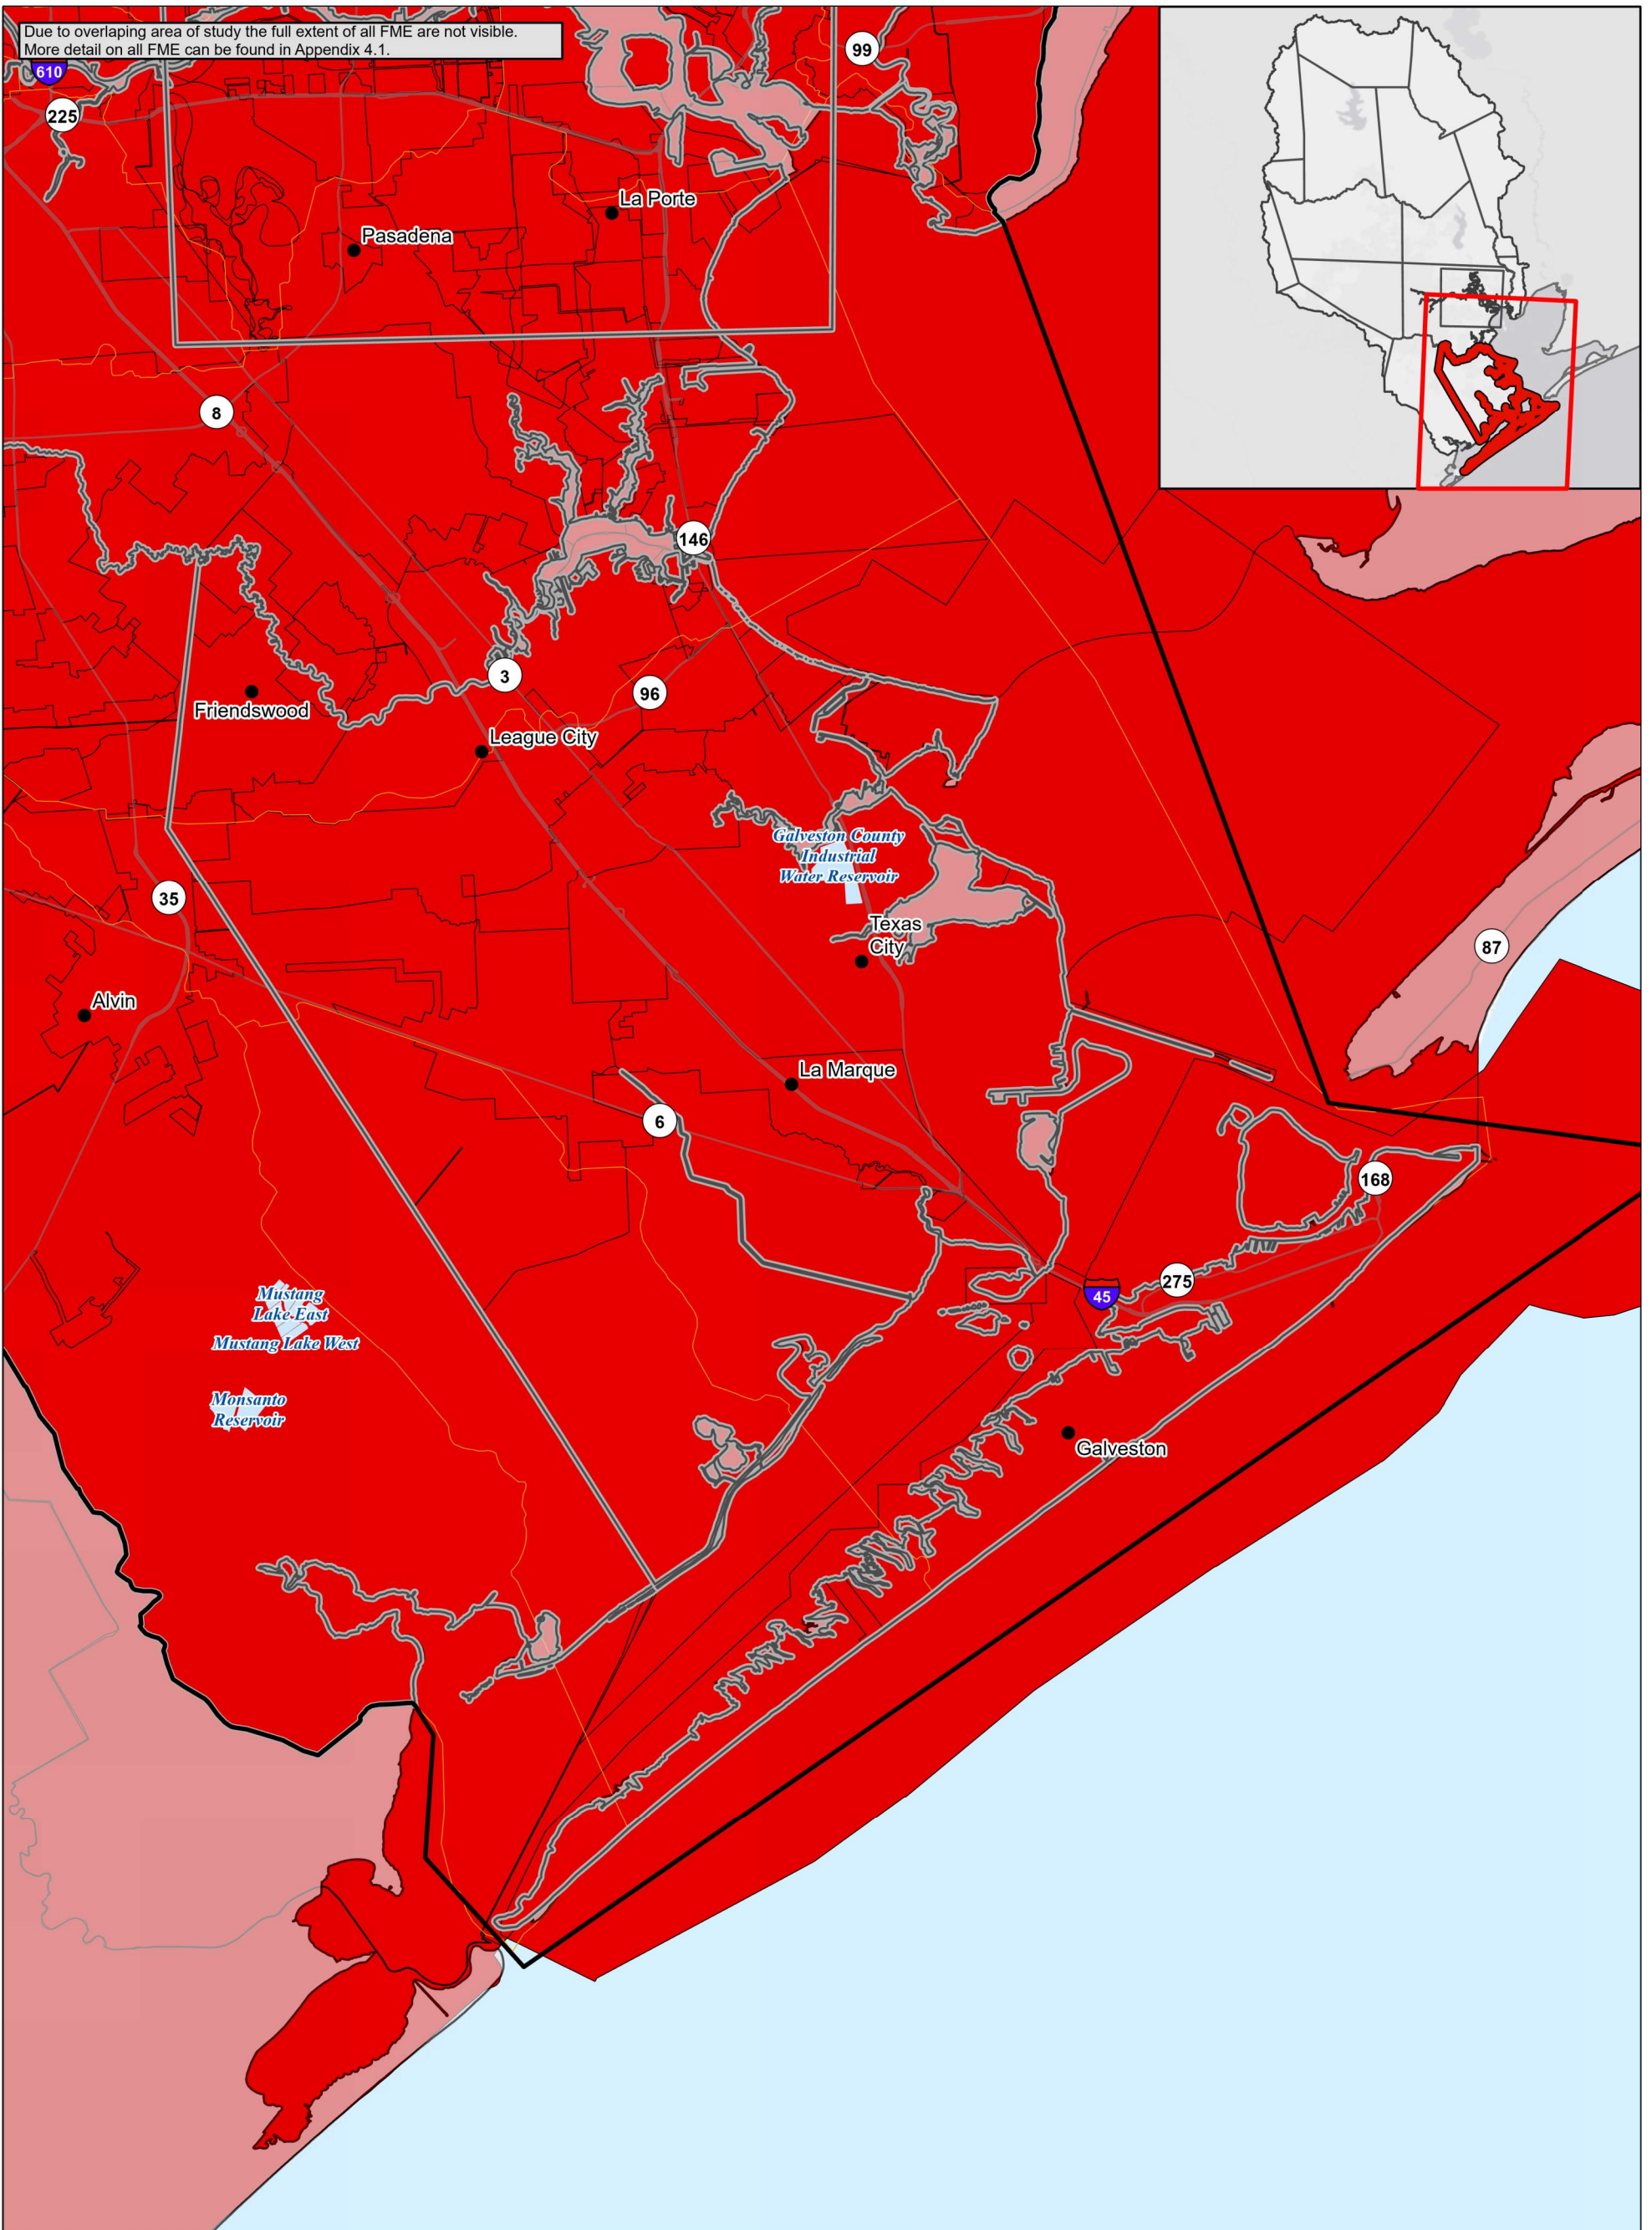 Due to overlaping area of study the full extent of all FME are not visible.
More detail on all FME can be found in Appendix 4.1.
610
99
225
La Porte
Pasadena
8
146
3
96
Friendswood
League City
Galveston County
Industrial
Water Reservoir
35
Texas
City
87
Alvin
La Marque
6
168
275
45
Mustang
Lake East
Mustang Lake West
Monsanto
Reservoir
Galveston